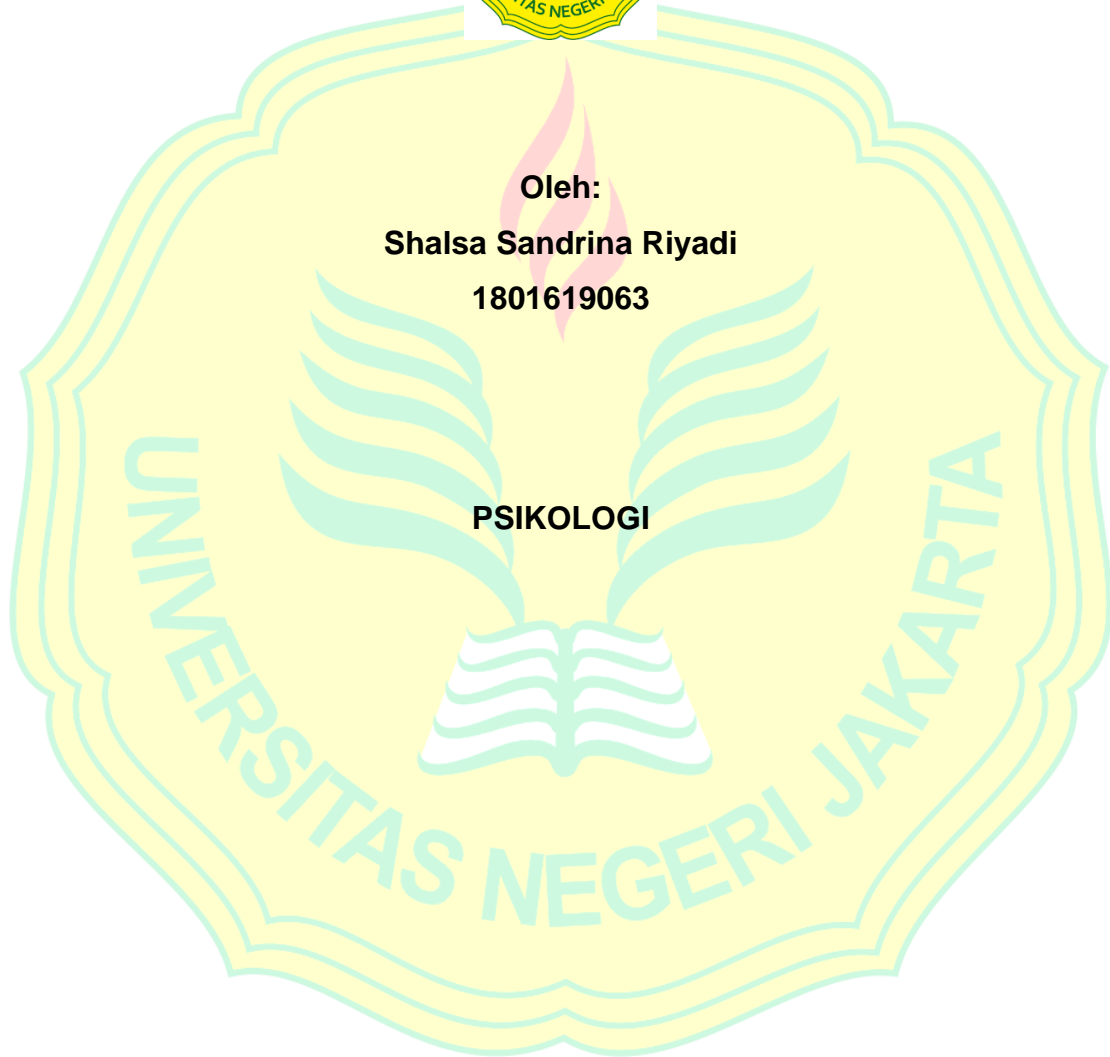 TAS NEGERI
Oleh:
Shalsa Sandrina Riyadi
1801619063
PSIKOLOGI
UNIVERSITAS NEGERI JAKARTA